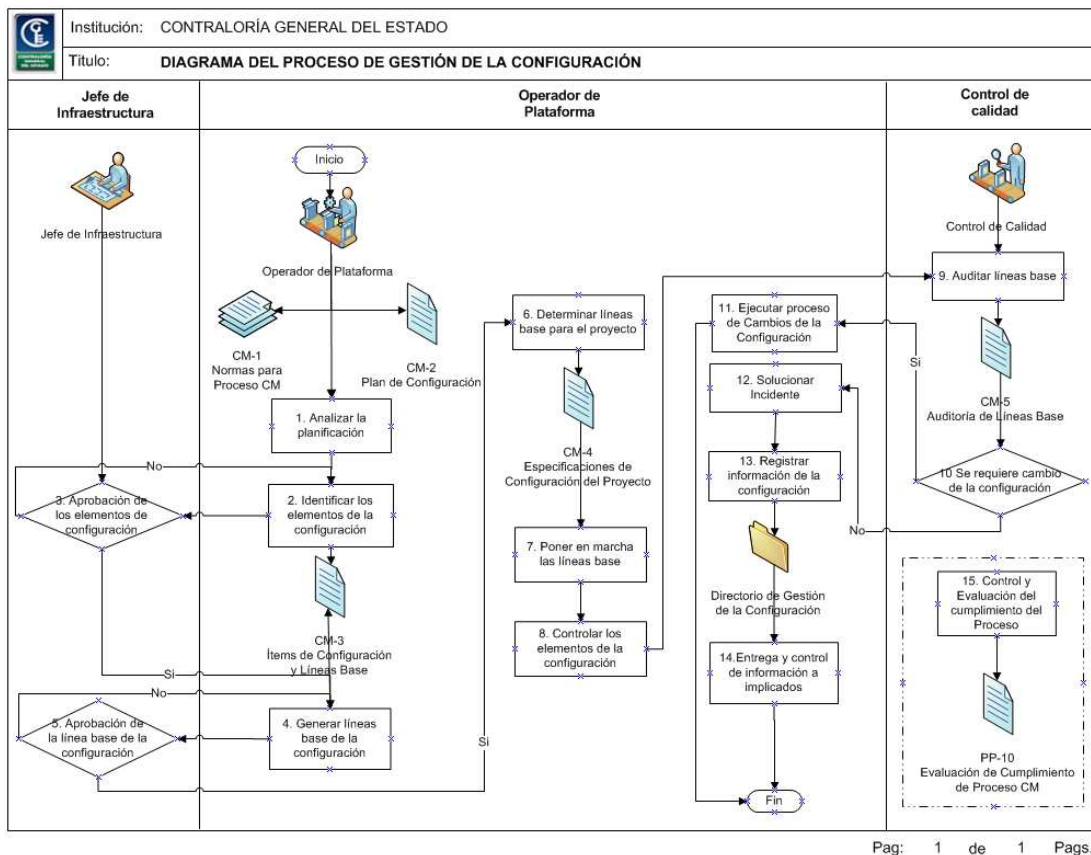 Institución: CONTRALORÍA GENERAL DEL ESTADO
CONTRALORÍA
GENERAL
DEL ESTADO
Titulo: DIAGRAMA DEL PROCESO DE GESTIÓN DE LA CONFIGURACIÓN
Jefe de
Infraestructura
Operador de
Plataforma
Control de
calidad
Jefe de Infraestructura
Inicio
Operador de Plataforma
CM-1
Normas para
Proceso CM
CM-2
Plan de Configuración
1. Analizar la
planificación
No
3. Aprobación de
los elementos de
configuración
2. Identificar los
elementos de la
configuración
CM-3
Ítems de Configuración
y Líneas Base
Si
No
5. Aprobación de
la línea base de la
configuración
4. Generar líneas
base de la
configuración
Si
6. Determinar líneas
base para el proyecto
CM-4
Especificaciones de
Configuración del Proyecto
7. Poner en marcha
las líneas base
8. Controlar los
elementos de la
configuración
11. Ejecutar proceso
de Cambios de la
Configuración
12. Solucionar
Incidente
13. Registrar
información de la
configuración
Directorio de Gestión
de la Configuración
14.Entrega y control
de información a
implicados
Fin
Control de Calidad
9. Auditar líneas base
Si
CM-5
Auditoría de Líneas Base
10 Se requiere cambio
de la configuración
No
15. Control y
Evaluación del
cumplimiento del
Proceso
PP-10
Evaluación de Cumplimiento
de Proceso CM
Pag: 1 de 1 Pags